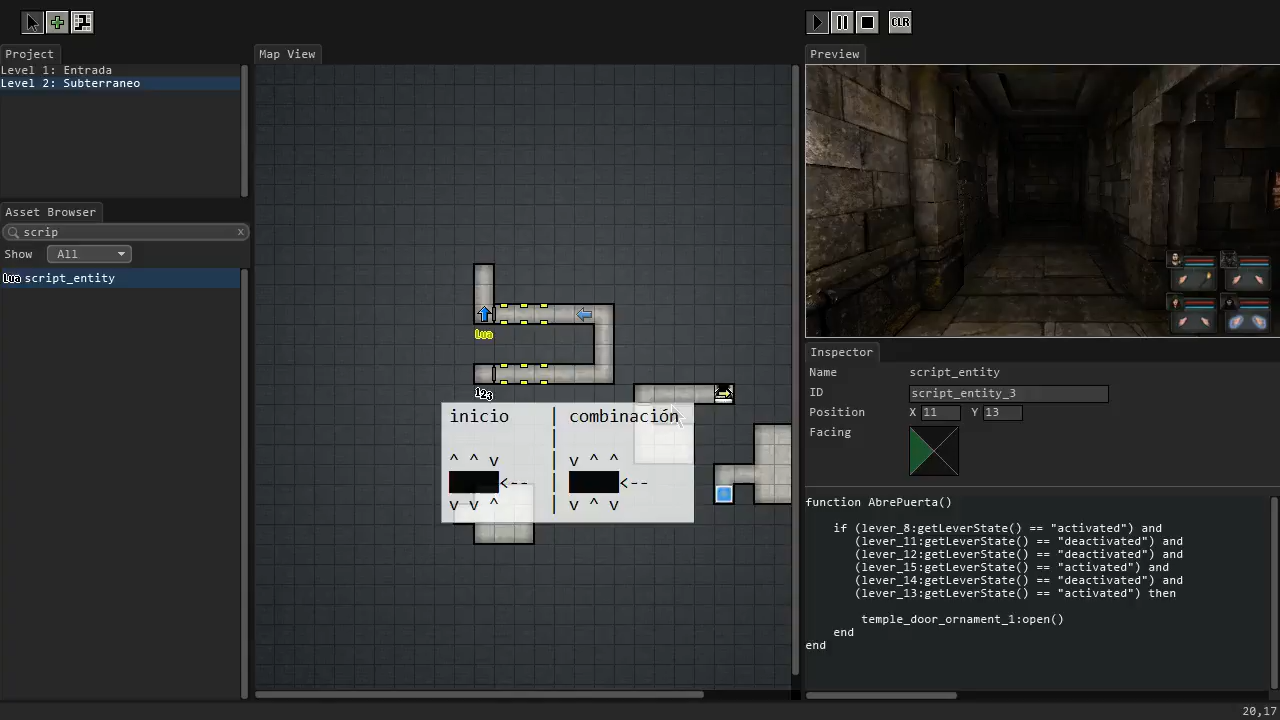 CLR
Project
Map View
Preview
Level 1: Entrada
Level 2: Subterraneo
Asset Browser
scrip
x
Show
All
Lua script_entity
Lua
123
inicio | combinación
^ ^ v | v ^ ^
<-- | <--
v v ^ | v ^ v
Inspector
Name script_entity
ID script_entity_3
Position X 11 Y 13
Facing
function AbrePuerta()
if (lever_8:getLeverState() == "activated") and
(lever_11:getLeverState() == "deactivated") and
(lever_12:getLeverState() == "deactivated") and
(lever_15:getLeverState() == "activated") and
(lever_14:getLeverState() == "deactivated") and
(lever_13:getLeverState() == "activated") then
temple_door_ornament_1:open()
end
end
20,17